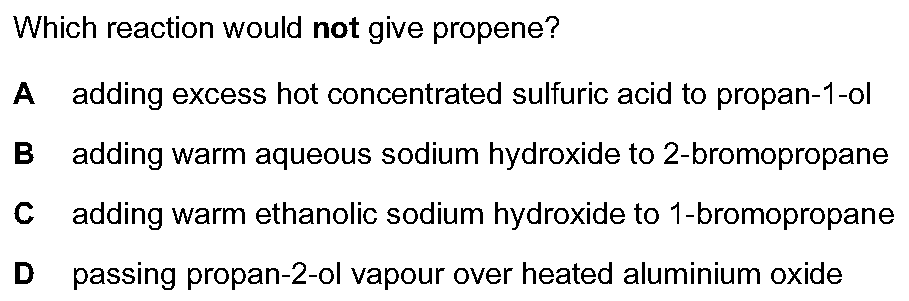 Which reaction would not give propene?
A adding excess hot concentrated sulfuric acid to propan-1-ol
B adding warm aqueous sodium hydroxide to 2-bromopropane
C adding warm ethanolic sodium hydroxide to 1-bromopropane
D passing propan-2-ol vapour over heated aluminium oxide